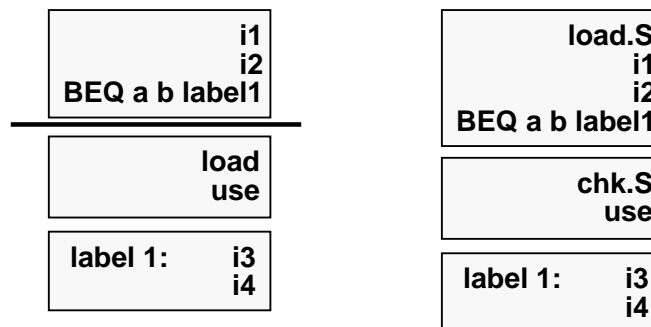 i1
i2
BEQ a b label1
load
use
label 1: i3
i4
load.S
i1
i2
BEQ a b label1
chk.S
use
label 1: i3
i4